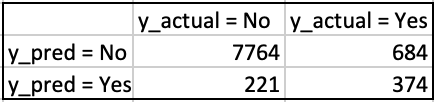 y_actual = No y_actual = Yes
y_pred = No 7764 684
y_pred = Yes 221 374